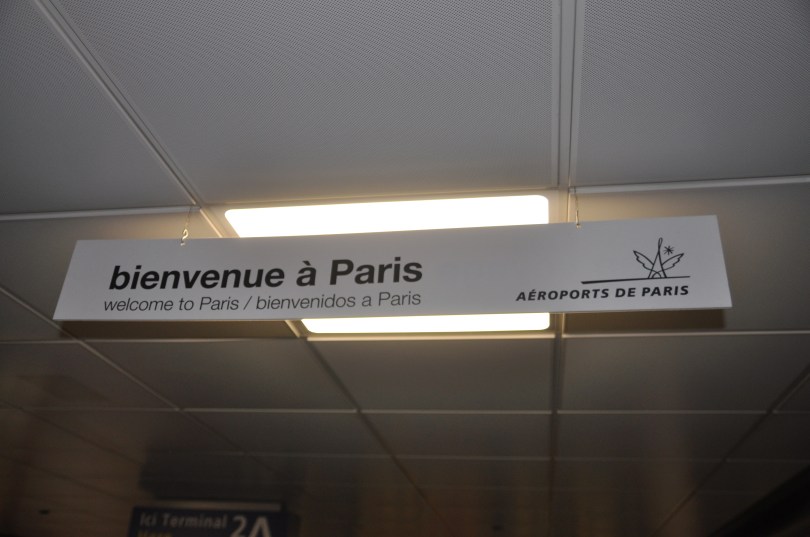 bienvenue à Paris
welcome to Paris / bienvenidos a Paris
AÉROPORTS DE PARIS
Ici Terminal 2A